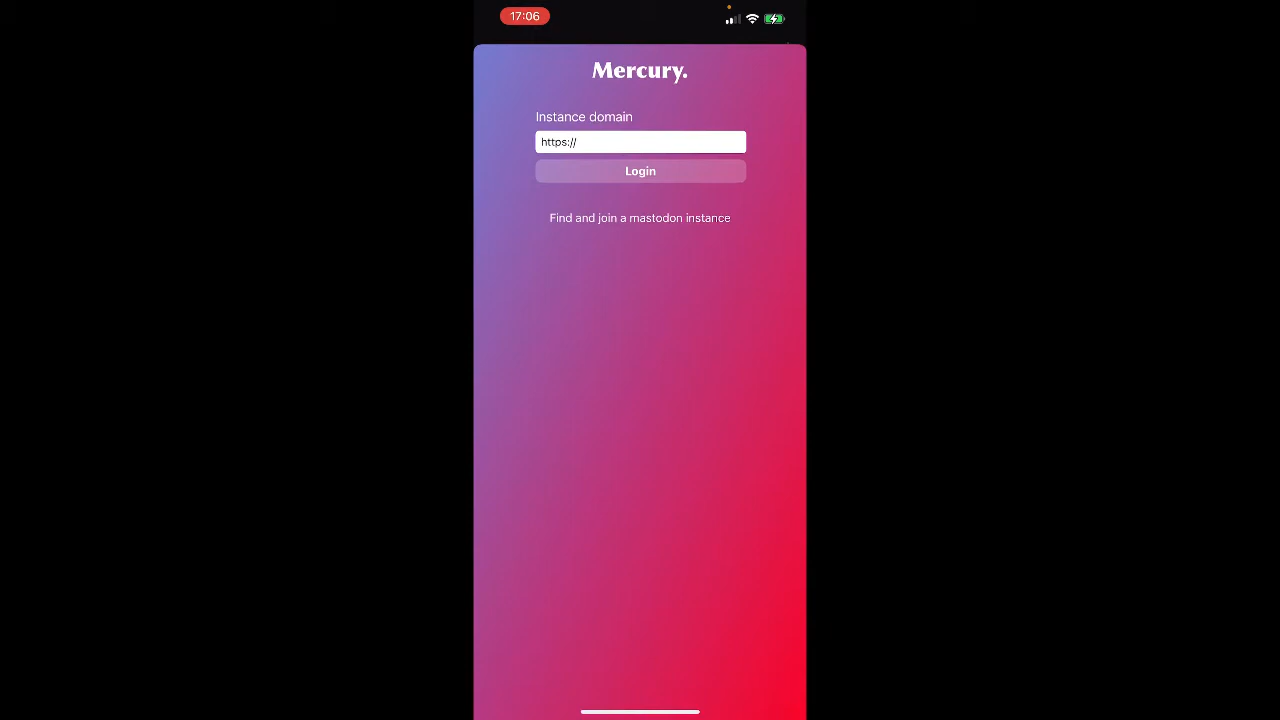 17:06
Mercury.
Instance domain
https://
Login
Find and join a mastodon instance